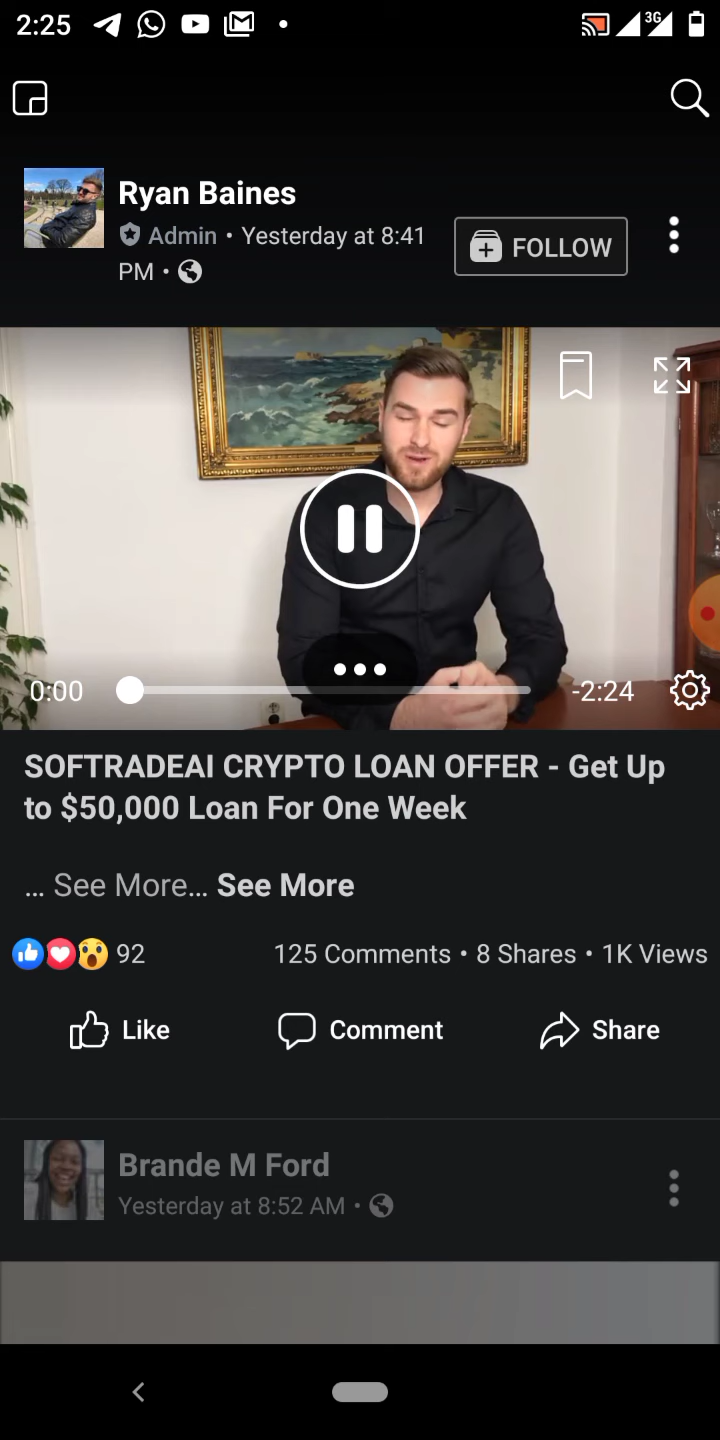 2:25
3G
Ryan Baines
Admin • Yesterday at 8:41
PM •
FOLLOW
0:00
-2:24
SOFTRADEAI CRYPTO LOAN OFFER - Get Up
to $50,000 Loan For One Week
... See More... See More
92
125 Comments • 8 Shares • 1K Views
Like
Comment
Share
Brande M Ford
Yesterday at 8:52 AM •